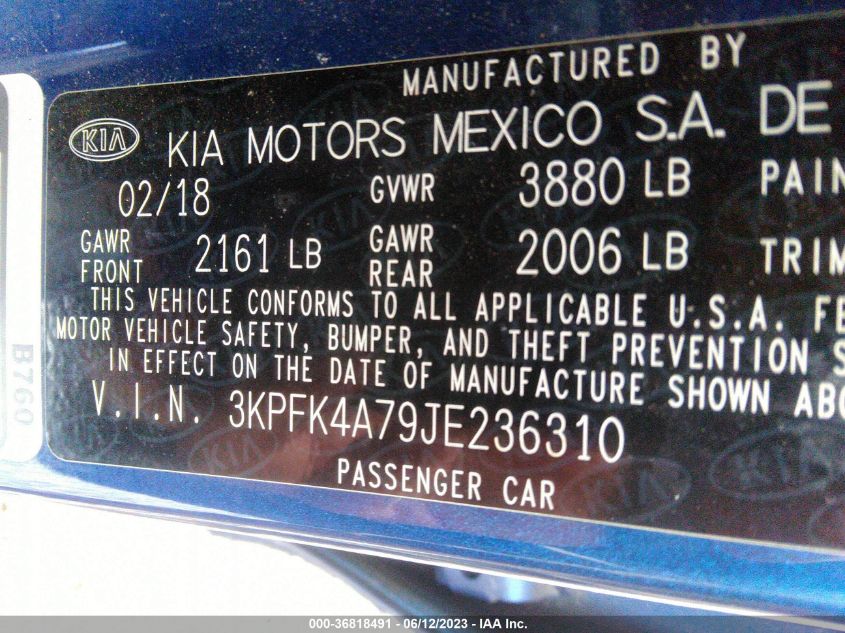 MANUFACTURED BY
KIA KIA MOTORS MEXICO S.A. DE
02/18 GVWR 3880 LB PAIN
GAWR FRONT 2161 LB GAWR REAR 2006 LB TRIM
THIS VEHICLE CONFORMS TO ALL APPLICABLE U.S.A. FE
MOTOR VEHICLE SAFETY, BUMPER, AND THEFT PREVENTION S
IN EFFECT ON THE DATE OF MANUFACTURE SHOWN ABO
V.I.N. 3KPFK4A79JE236310
PASSENGER CAR
B760
000-36818491 - 06/12/2023 - IAA Inc.